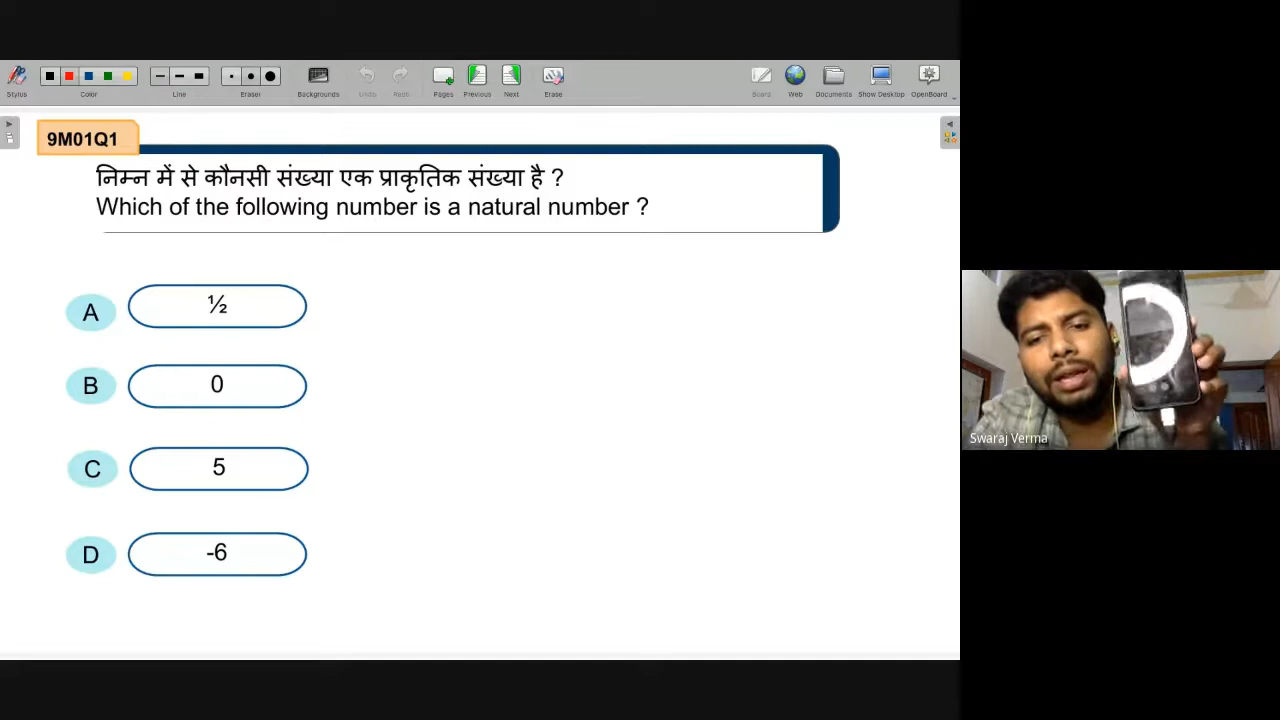 Stylus
Color
Line
Eraser
Backgrounds
Undo
Redo
Pages
Previous
Next
Erase
Board
Web
Documents
Show Desktop
OpenBoard
9M01Q1
निम्न में से कौनसी संख्या एक प्राकृतिक संख्या है ?
Which of the following number is a natural number ?
A ½
B 0
C 5
D -6
Swaraj Verma